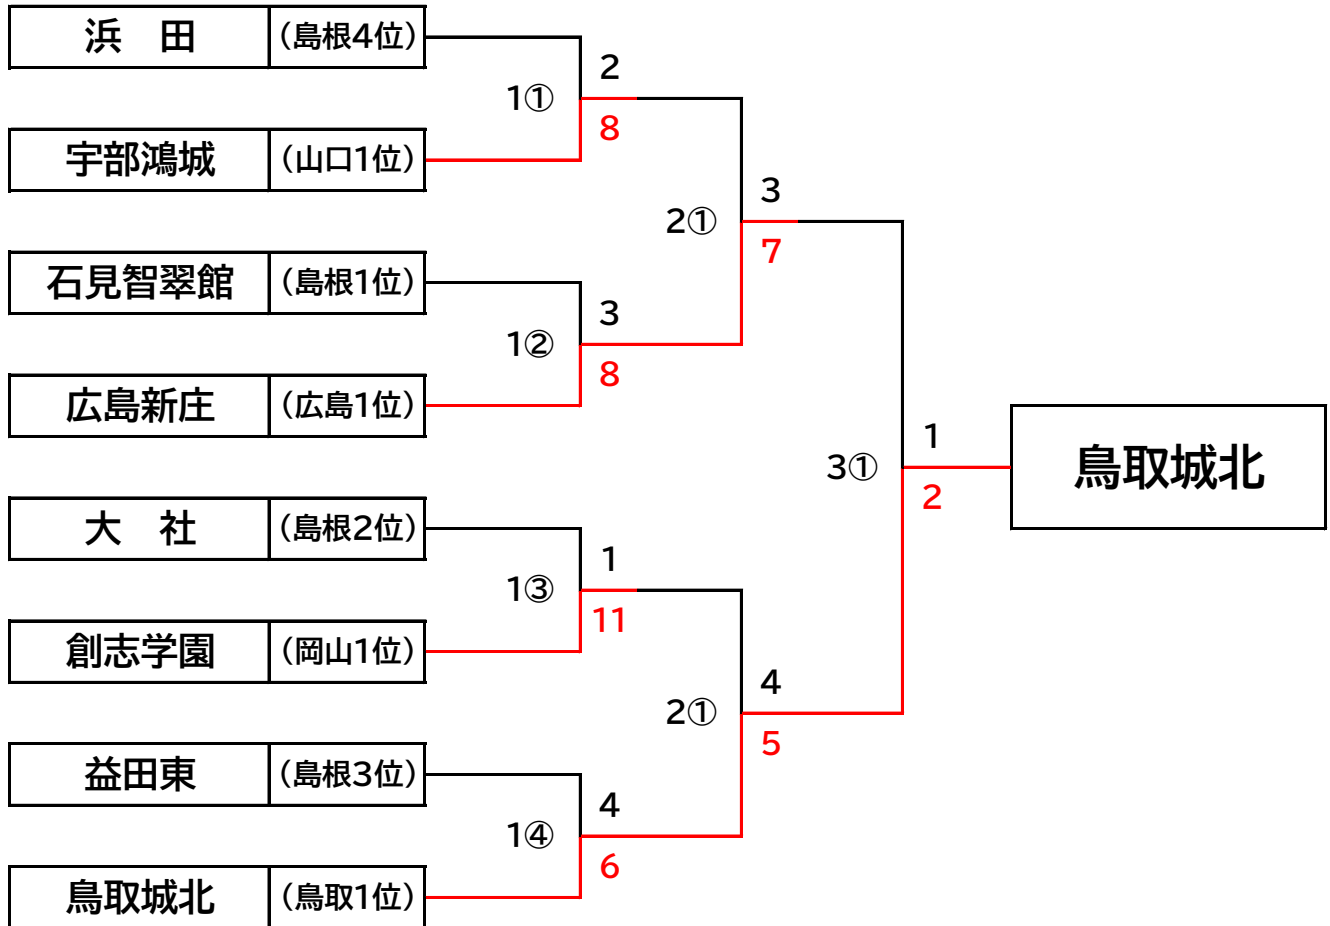 浜　田 (島根4位)
2
1①
8
宇部鴻城 (山口1位)
3
2①
7
石見智翠館 (島根1位)
3
1②
8
広島新庄 (広島1位)
1
3①
鳥取城北
2
大　社 (島根2位)
1
1③
11
創志学園 (岡山1位)
4
2①
5
益田東 (島根3位)
4
1④
6
鳥取城北 (鳥取1位)